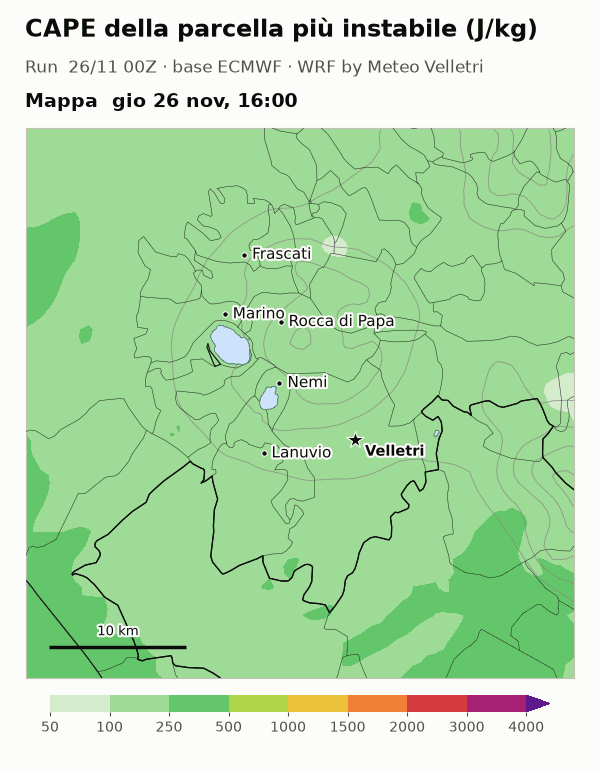 CAPE della parcella più instabile (J/kg)
Run  26/11 00Z · base ECMWF · WRF by Meteo Velletri
Mappa  gio 26 nov, 16:00
Frascati
Marino
Rocca di Papa
Nemi
Velletri
Lanuvio
10 km
50 100 250 500 1000 1500 2000 3000 4000